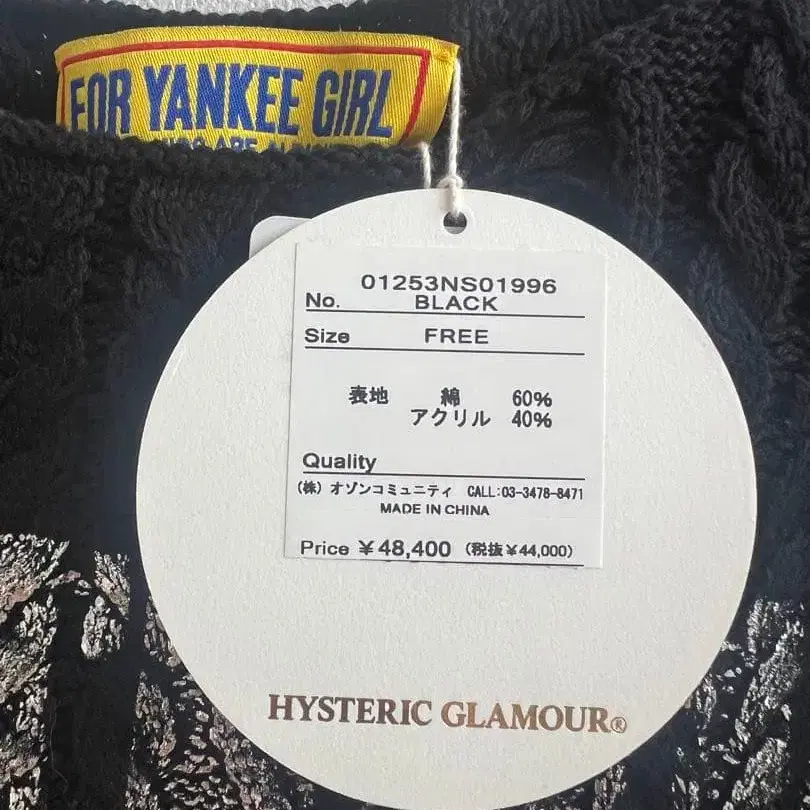 FOR YANKEE GIRL
ARE
01253NS01996
No. BLACK
Size FREE
表地 綿 60%
アクリル 40%
Quality
(株) オゾンコミュニティ CALL:03-3478-8471
MADE IN CHINA
Price ¥48,400 (税抜¥44,000)
HYSTERIC GLAMOUR®